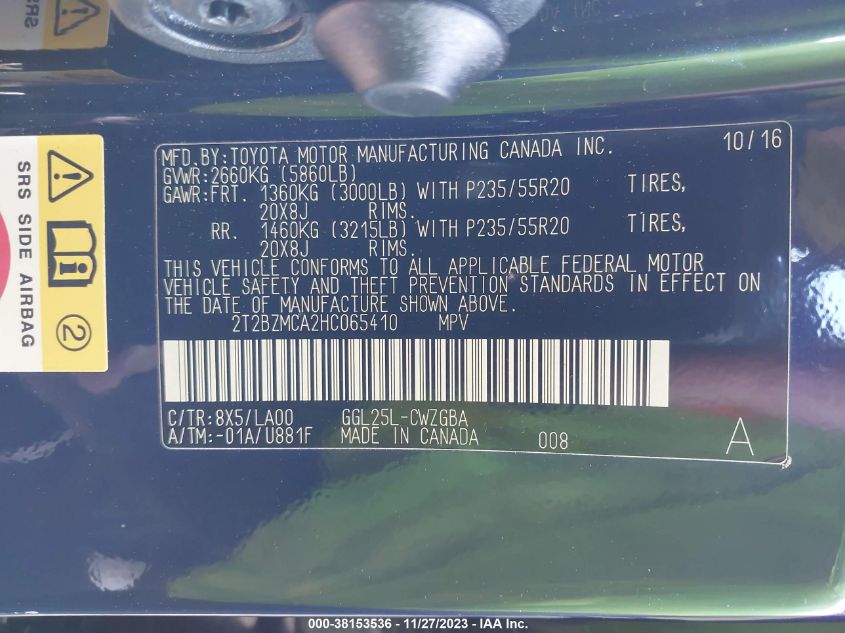 SRS
SRS SIDE AIRBAG
2
MFD.BY:TOYOTA MOTOR MANUFACTURING CANADA INC. 10/16
GVWR:2660KG (5860LB)
GAWR:FRT. 1360KG (3000LB) WITH P235/55R20 TIRES,
20X8J RIMS.
RR. 1460KG (3215LB) WITH P235/55R20 TIRES,
20X8J RIMS.
THIS VEHICLE CONFORMS TO ALL APPLICABLE FEDERAL MOTOR
VEHICLE SAFETY AND THEFT PREVENTION STANDARDS IN EFFECT ON
THE DATE OF MANUFACTURE SHOWN ABOVE.
2T2BZMCA2HC065410 MPV
C/TR:8X5/LA00 GGL25L-CWZGBA
A/TM:-01A/U881F MADE IN CANADA 008 A
000-38153536 - 11/27/2023 - IAA Inc.